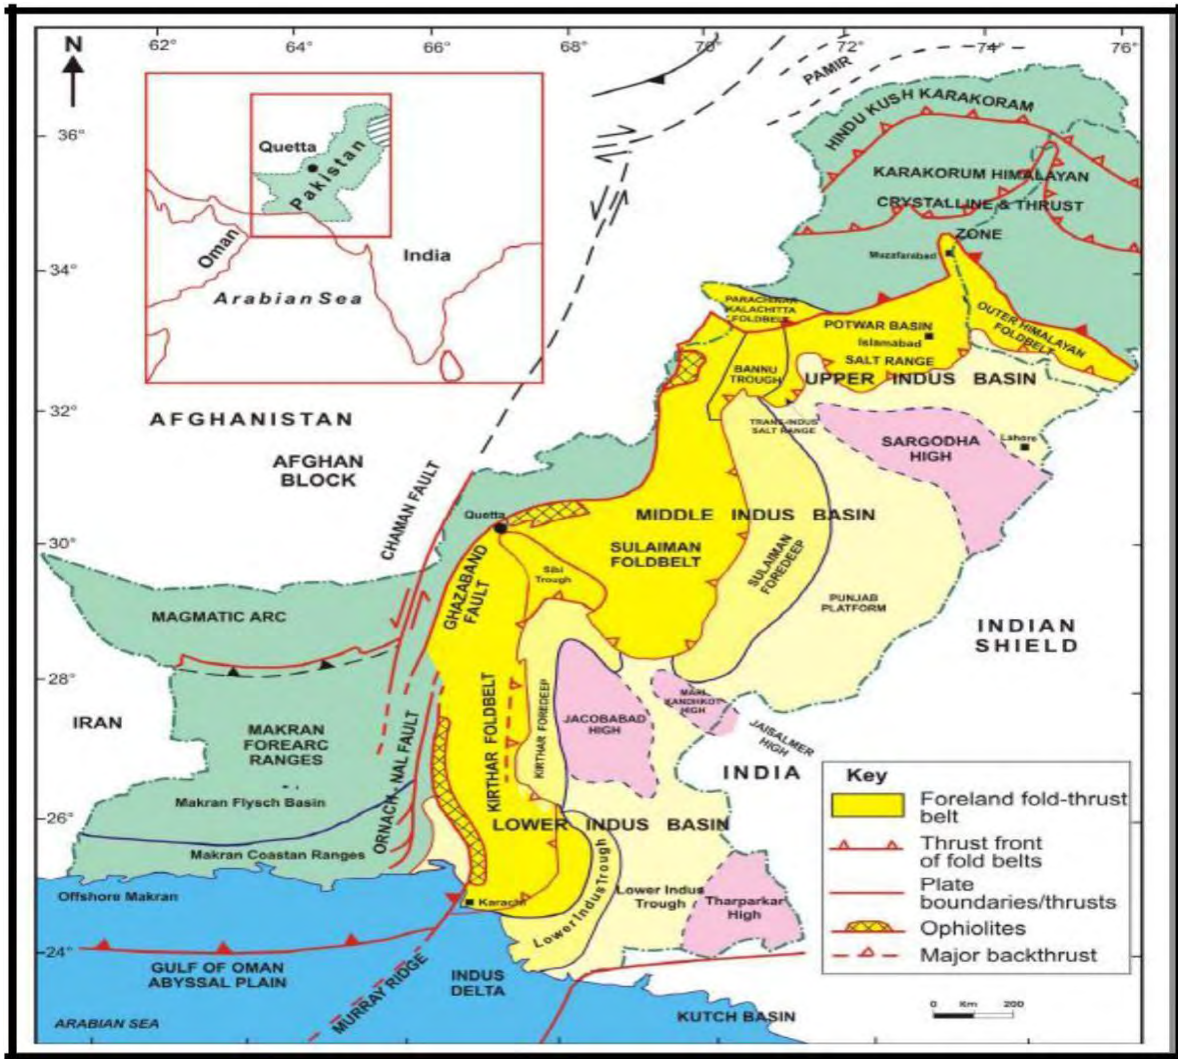 N
62°
64°
66°
68°
70°
72°
74°
76°
36°
34°
32°
30°
28°
26°
24°
Quetta
Pakistan
Oman
India
Arabian Sea
PAMIR
HINDU KUSH KARAKORAM
KARAKORUM HIMALAYAN
CRYSTALLINE & THRUST
ZONE
Muzafarabad
PARACHINAR
KALACHITTA
FOLDBELT
POTWAR BASIN
Islamabad
OUTER HIMALAYAN
FOLDBELT
SALT RANGE
BANNU
TROUGH
UPPER INDUS BASIN
TRANS-INDUS
SALT RANGE
SARGODHA
HIGH
Lahore
AFGHANISTAN
AFGHAN
BLOCK
CHAMAN FAULT
Quetta
MIDDLE INDUS BASIN
SULAIMAN
FOLDBELT
SULAIMAN
FOREDEEP
GHAZABAND
FAULT
Sibi
Trough
PUNJAB
PLATFORM
INDIAN
SHIELD
MAGMATIC ARC
IRAN
MAKRAN
FOREARC
RANGES
ORNACK-NAL FAULT
KIRTHAR FOLDBELT
KIRTHAR FOREDEEP
JACOBABAD
HIGH
MARI
KANDHKOT
HIGH
JAISALMER
HIGH
INDIA
Makran Flysch Basin
Makran Coastan Ranges
LOWER INDUS BASIN
Lower Indus Trough
Lower Indus
Trough
Tharparkar
High
Offshore Makran
Karachi
GULF OF OMAN
ABYSSAL PLAIN
MURRAY RIDGE
INDUS
DELTA
ARABIAN SEA
KUTCH BASIN
Key
Foreland fold-thrust
belt
Thrust front
of fold belts
Plate
boundaries/thrusts
Ophiolites
Major backthrust
0 Km 200